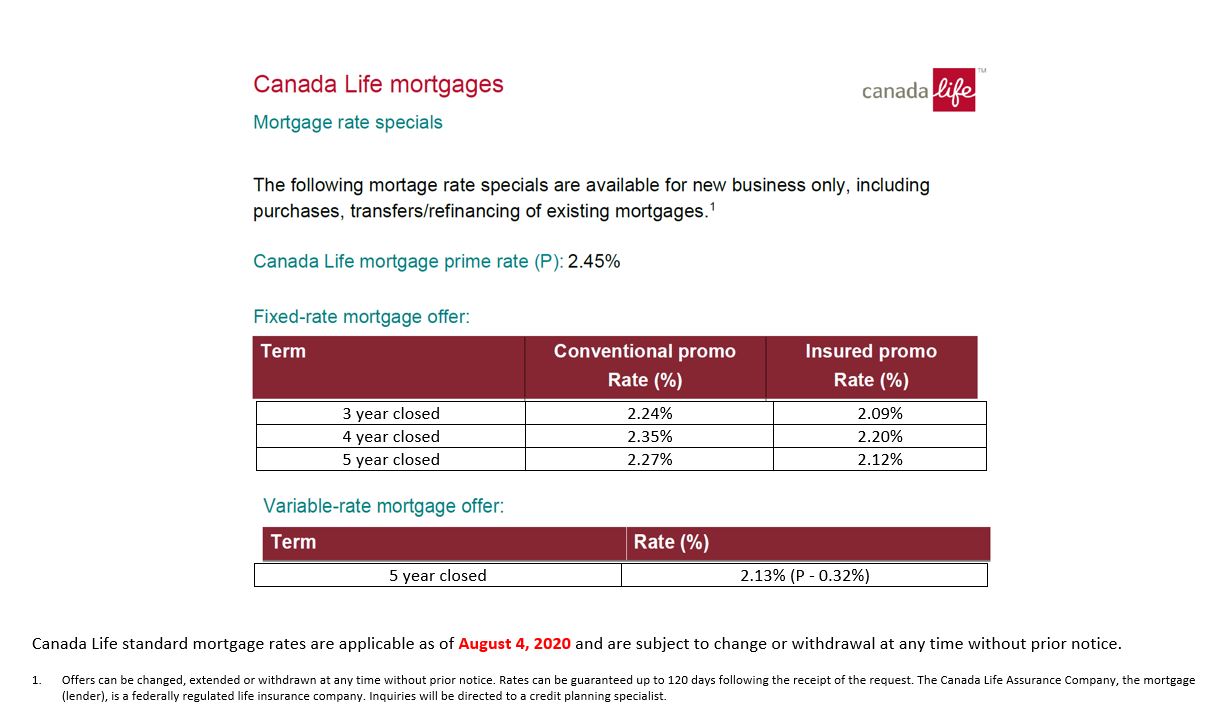 Canada Life mortgages
canada life TM
Mortgage rate specials
The following mortage rate specials are available for new business only, including
purchases, transfers/refinancing of existing mortgages.1
Canada Life mortgage prime rate (P): 2.45%
Fixed-rate mortgage offer:
Term Conventional promo Insured promo
Rate (%) Rate (%)
3 year closed 2.24% 2.09%
4 year closed 2.35% 2.20%
5 year closed 2.27% 2.12%
Variable-rate mortgage offer:
Term Rate (%)
5 year closed 2.13% (P - 0.32%)
Canada Life standard mortgage rates are applicable as of August 4, 2020 and are subject to change or withdrawal at any time without prior notice.
1. Offers can be changed, extended or withdrawn at any time without prior notice. Rates can be guaranteed up to 120 days following the receipt of the request. The Canada Life Assurance Company, the mortgage
(lender), is a federally regulated life insurance company. Inquiries will be directed to a credit planning specialist.